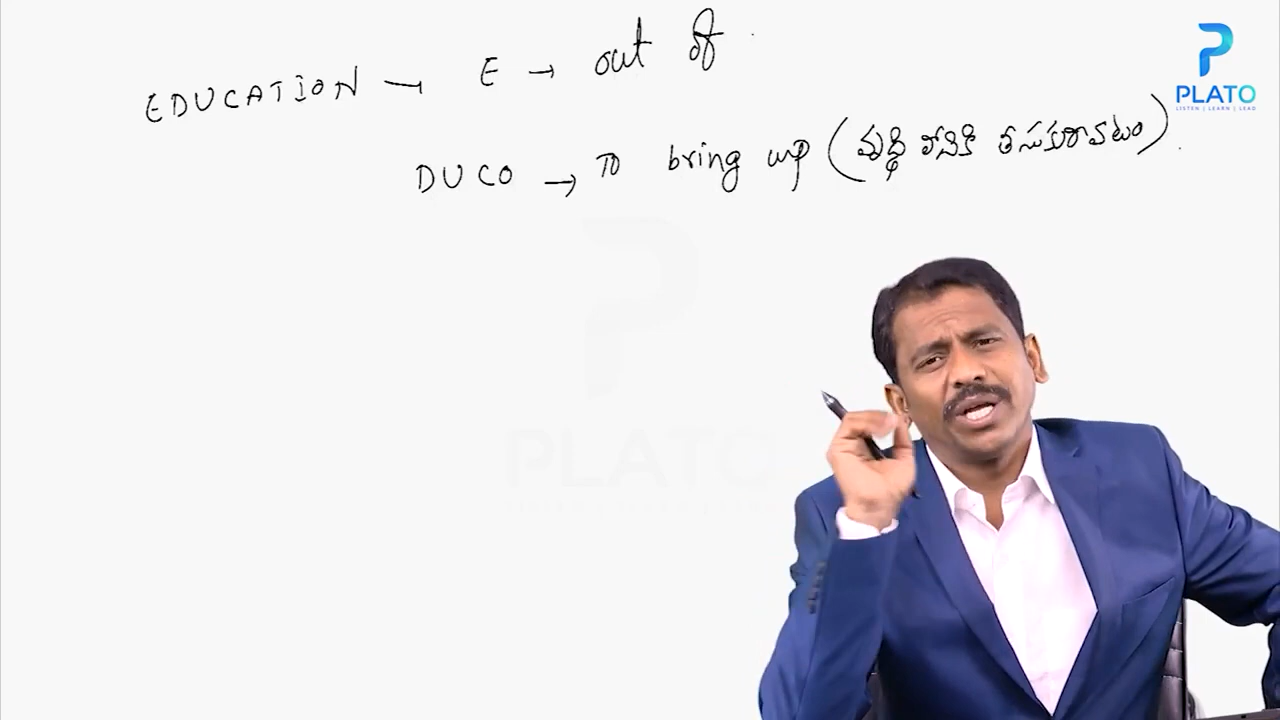 EDUCATION → E → out of
DUCO → To bring up (వృద్ధి లోనికి తీసుకురావటం)
P
PLATO
LISTEN | LEARN | LEAD
PLATO